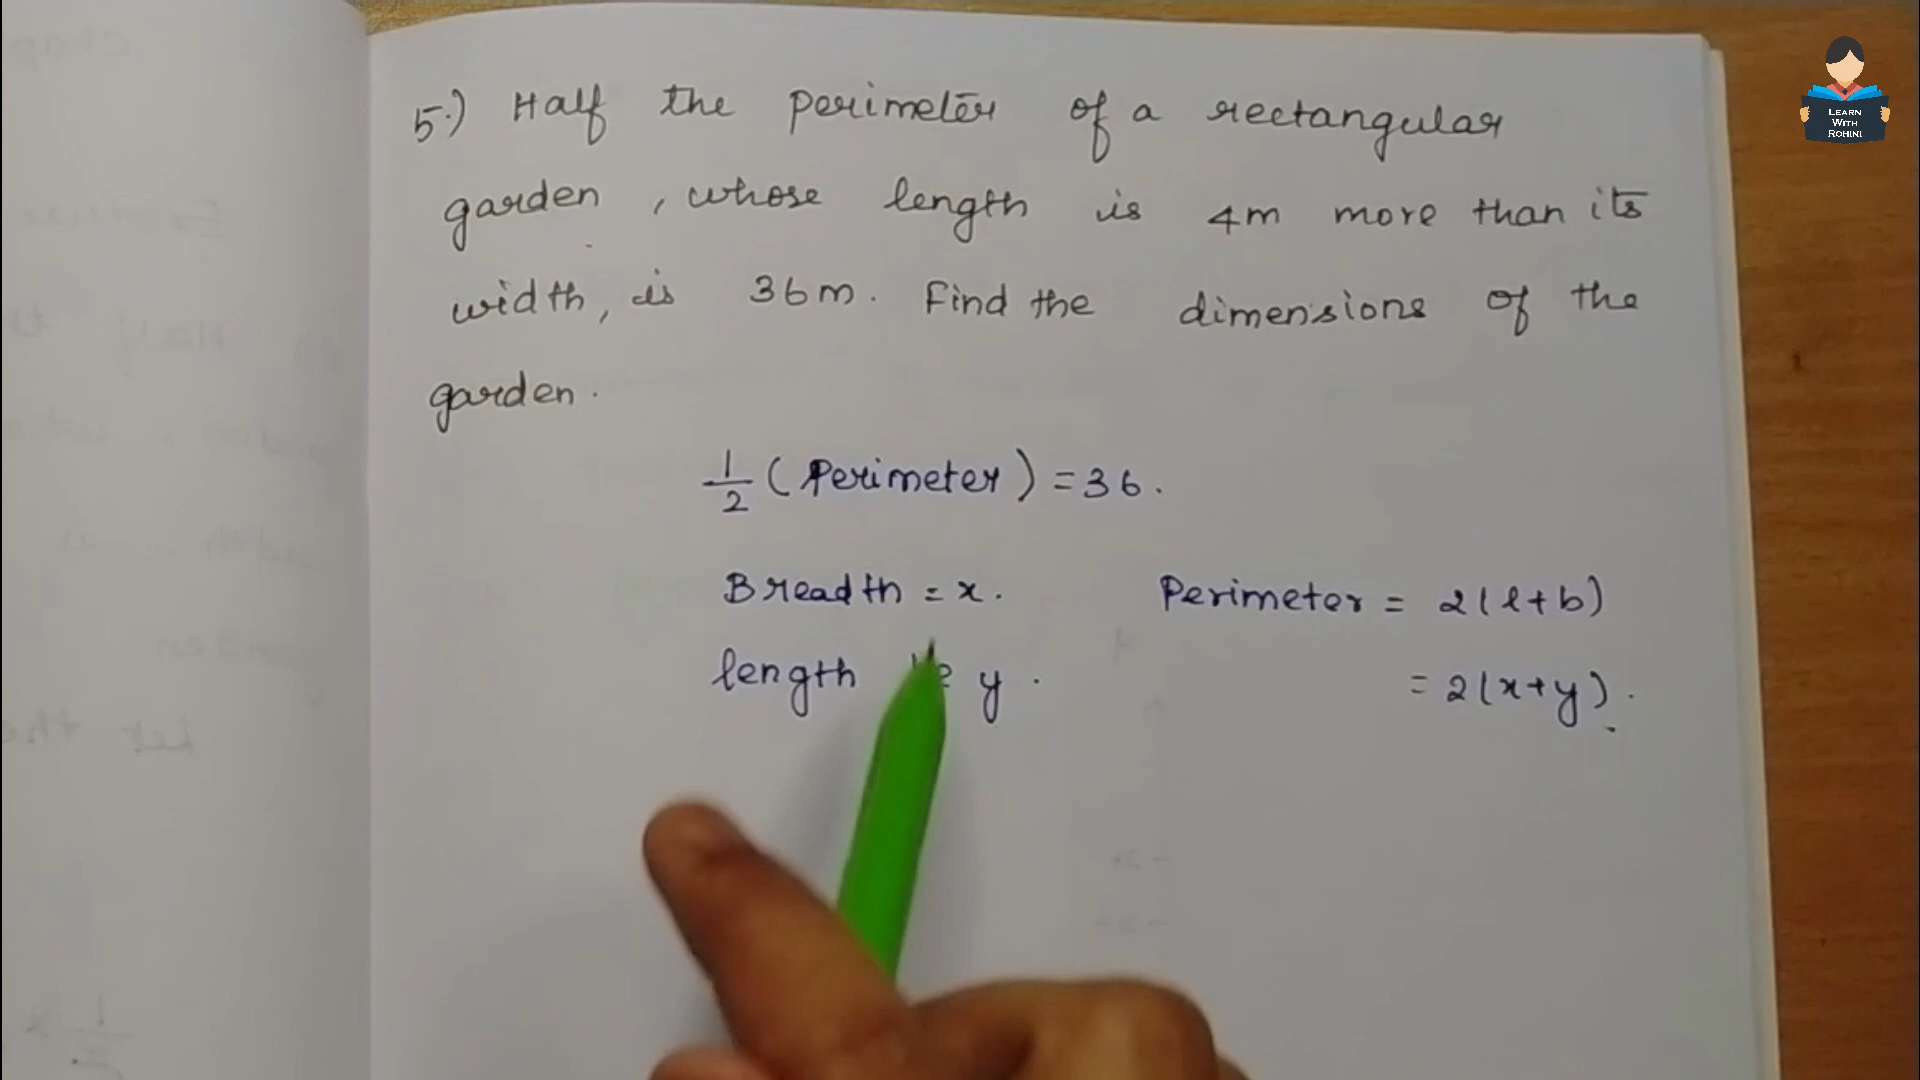 5.) Half the perimeter of a rectangular
garden, whose length is 4m more than its
width, is 36m. Find the dimensions of the
garden.
1/2 (Perimeter) = 36.
Breadth = x.
Perimeter = 2(l+b)
length y.
= 2(x+y).
LEARN
WITH
ROHINI